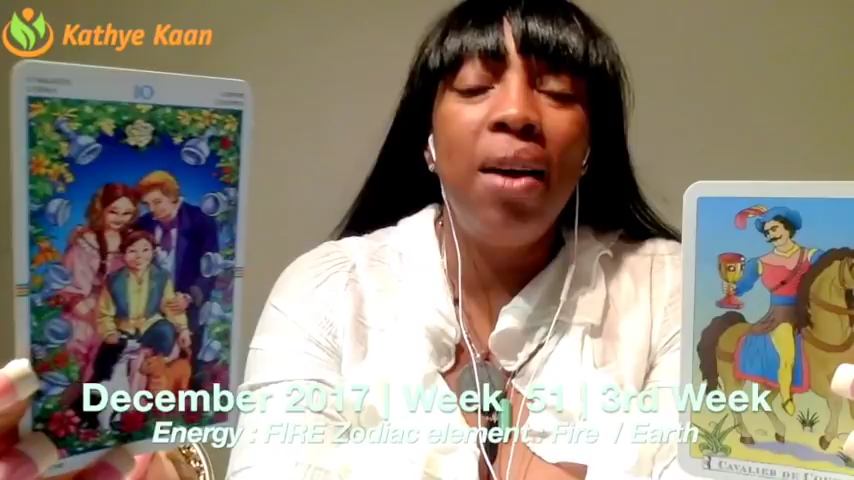 Kathye Kaan
10
December 2017 | Week 51 | 3rd Week
Energy : FIRE Zodiac element : Fire / Earth
CAVALIER DE COUPE